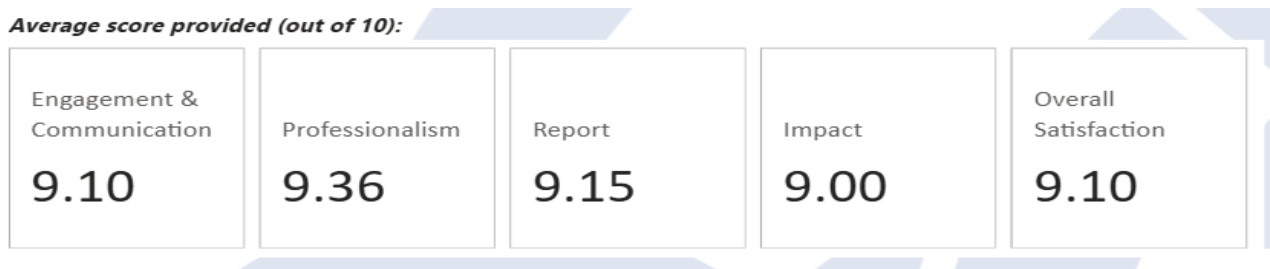 Average score provided (out of 10):
Engagement &
Communication
9.10
Professionalism
9.36
Report
9.15
Impact
9.00
Overall
Satisfaction
9.10